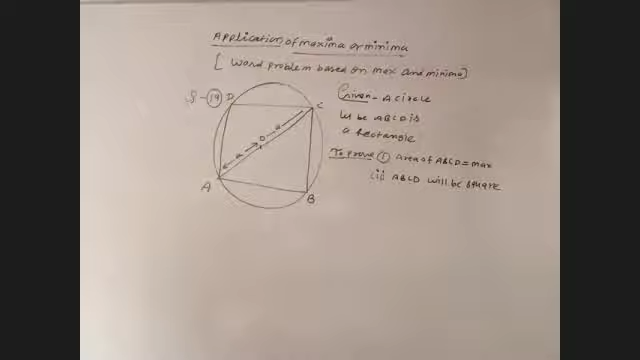 Application of maxima or minima
[ Word problem based on max and minima]
Q-19
D
C
Given - A circle
let be ABCD is
a Rectangle
a
O
a
To prove (i) Area of ABCD = max
(ii) ABCD will be square
A
B